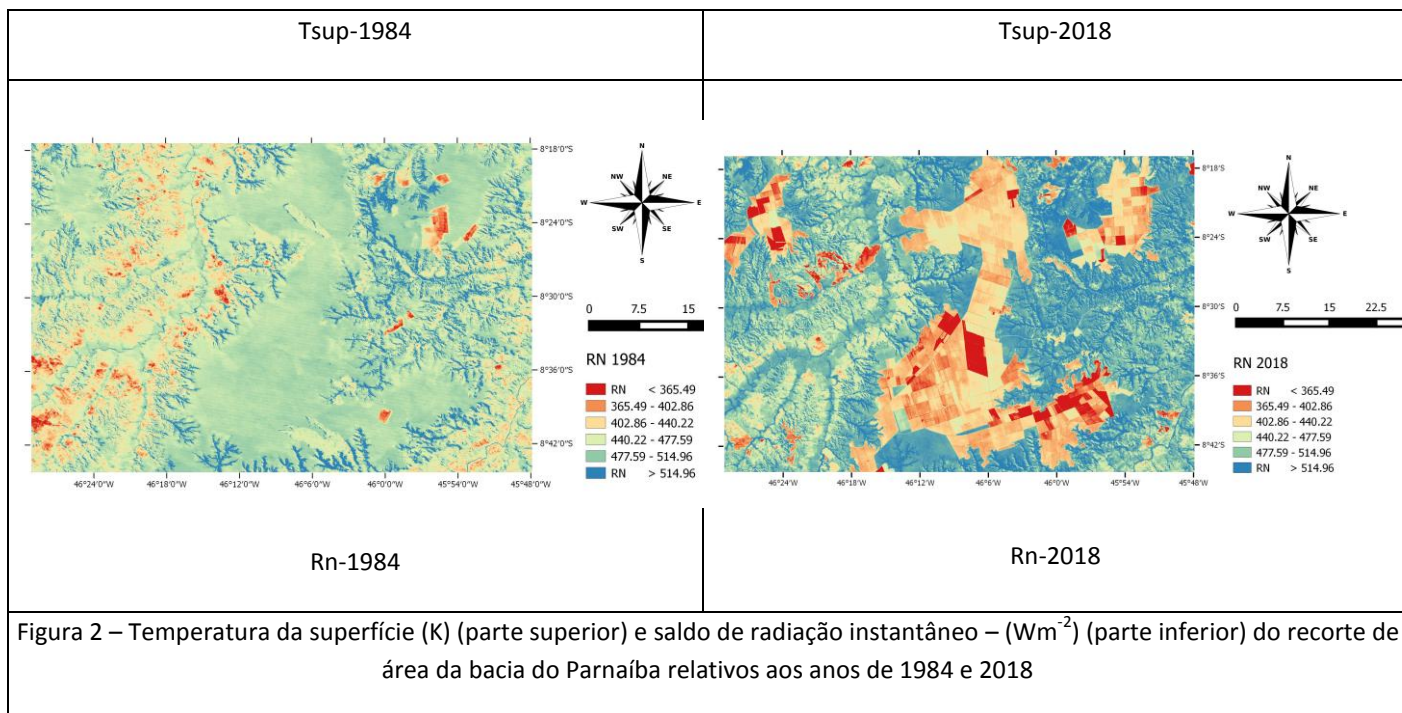 Tsup-1984
Tsup-2018
46°24'0"W 46°18'0"W 46°12'0"W 46°6'0"W 46°0'0"W 45°54'0"W 45°48'0"W
8°18'0"S
8°24'0"S
8°30'0"S
8°36'0"S
8°42'0"S
N
NW NE
W E
SW SE
S
0 7.5 15
RN 1984
RN < 365.49
365.49 - 402.86
402.86 - 440.22
440.22 - 477.59
477.59 - 514.96
RN > 514.96
8°18'S
8°24'S
8°30'S
8°36'S
8°42'S
46°24'W 46°18'W 46°12'W 46°6'W 46°0'W 45°54'W 45°48'W
N
NW NE
W E
SW SE
S
0 7.5 15 22.5
RN 2018
RN < 365.49
365.49 - 402.86
402.86 - 440.22
440.22 - 477.59
477.59 - 514.96
RN > 514.96
Rn-1984
Rn-2018
Figura 2 – Temperatura da superfície (K) (parte superior) e saldo de radiação instantâneo – (Wm⁻²) (parte inferior) do recorte de
área da bacia do Parnaíba relativos aos anos de 1984 e 2018